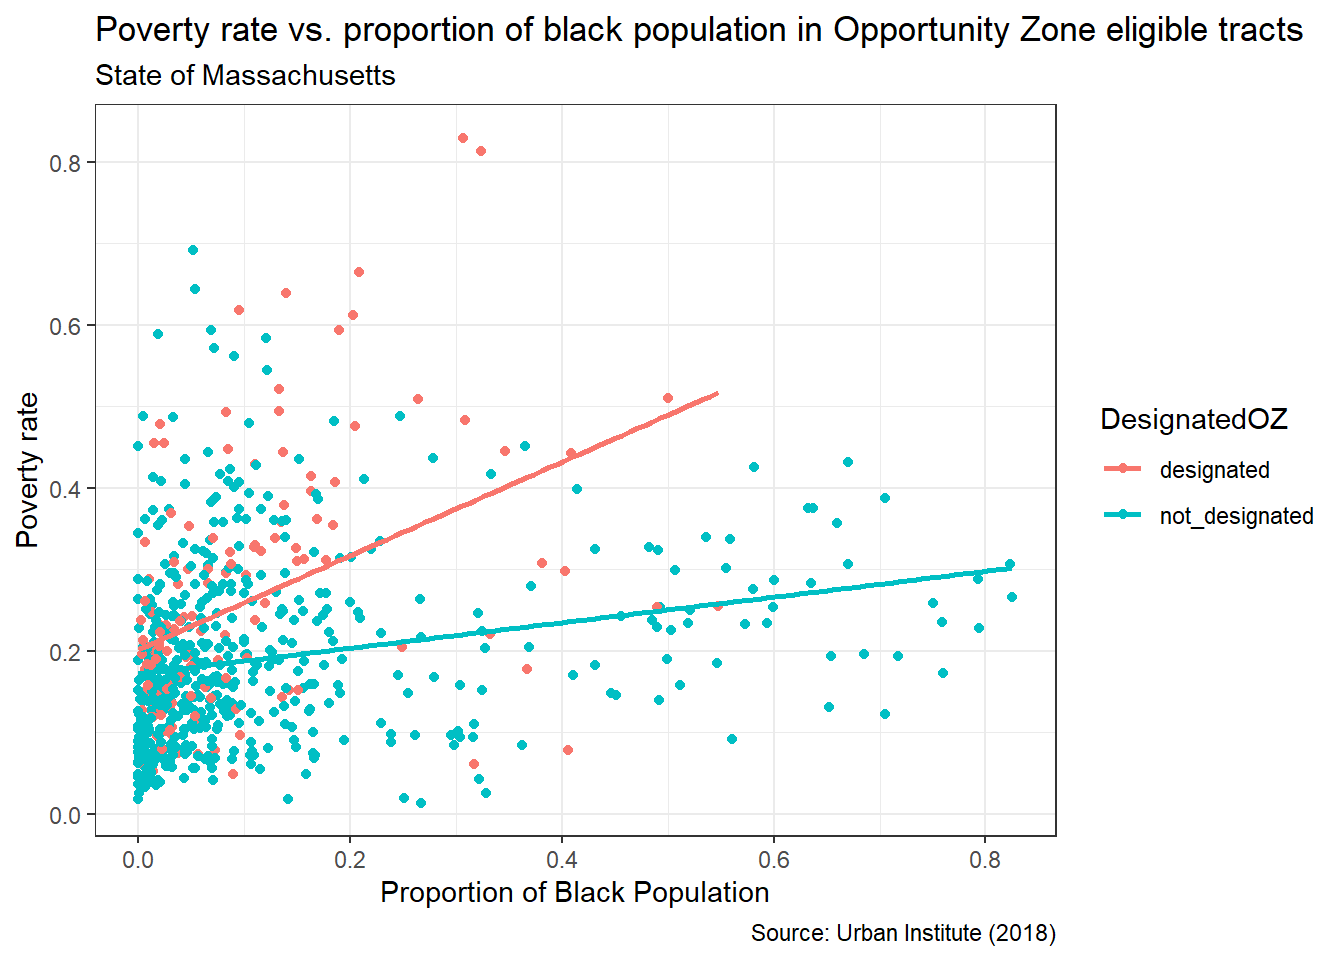 Poverty rate vs. proportion of black population in Opportunity Zone eligible tracts
State of Massachusetts
0.8
0.6
0.4
0.2
0.0
Poverty rate
0.0 0.2 0.4 0.6 0.8
Proportion of Black Population
DesignatedOZ
designated
not_designated
Source: Urban Institute (2018)